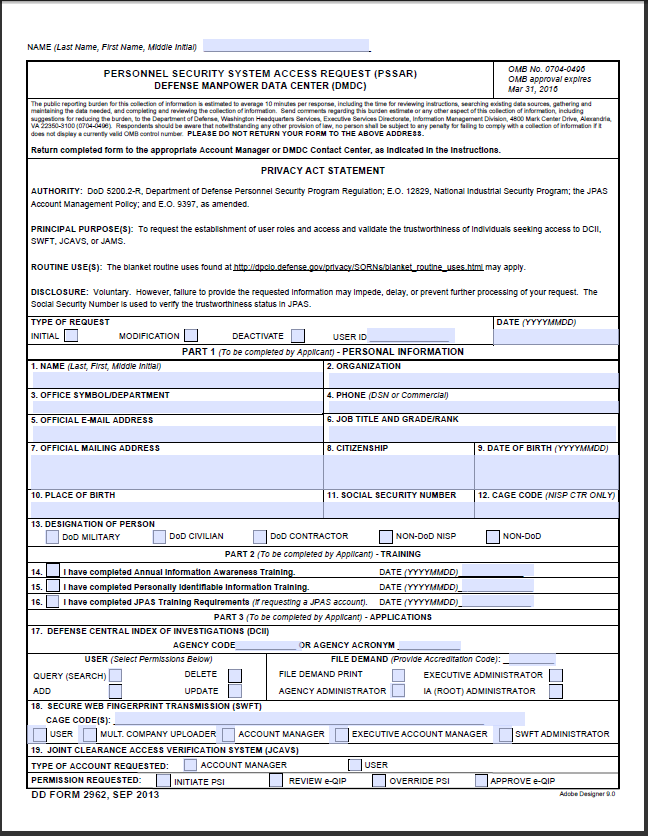 NAME (Last Name, First Name, Middle Initial)
PERSONNEL SECURITY SYSTEM ACCESS REQUEST (PSSAR)
DEFENSE MANPOWER DATA CENTER (DMDC)
OMB No. 0704-0496
OMB approval expires
Mar 31, 2016
The public reporting burden for this collection of information is estimated to average 10 minutes per response, including the time for reviewing instructions, searching existing data sources, gathering and
maintaining the data needed, and completing and reviewing the collection of information. Send comments regarding this burden estimate or any other aspect of this collection of information, including
suggestions for reducing the burden, to the Department of Defense, Washington Headquarters Services, Executive Services Directorate, Information Management Division, 4800 Mark Center Drive, Alexandria,
VA 22350-3100 (0704-0496). Respondents should be aware that notwithstanding any other provision of law, no person shall be subject to any penalty for failing to comply with a collection of information if it
does not display a currently valid OMB control number. PLEASE DO NOT RETURN YOUR FORM TO THE ABOVE ADDRESS.
Return completed form to the appropriate Account Manager or DMDC Contact Center, as indicated in the instructions.
PRIVACY ACT STATEMENT
AUTHORITY: DoD 5200.2-R, Department of Defense Personnel Security Program Regulation; E.O. 12829, National Industrial Security Program; the JPAS
Account Management Policy; and E.O. 9397, as amended.
PRINCIPAL PURPOSE(S): To request the establishment of user roles and access and validate the trustworthiness of individuals seeking access to DCII,
SWFT, JCAVS, or JAMS.
ROUTINE USE(S): The blanket routine uses found at http://dpclo.defense.gov/privacy/SORNs/blanket_routine_uses.html may apply.
DISCLOSURE: Voluntary. However, failure to provide the requested information may impede, delay, or prevent further processing of your request. The
Social Security Number is used to verify the trustworthiness status in JPAS.
TYPE OF REQUEST
INITIAL MODIFICATION DEACTIVATE USER ID
DATE (YYYYMMDD)
PART 1 (To be completed by Applicant) - PERSONAL INFORMATION
1. NAME (Last, First, Middle Initial) 2. ORGANIZATION
3. OFFICE SYMBOL/DEPARTMENT 4. PHONE (DSN or Commercial)
5. OFFICIAL E-MAIL ADDRESS 6. JOB TITLE AND GRADE/RANK
7. OFFICIAL MAILING ADDRESS 8. CITIZENSHIP 9. DATE OF BIRTH (YYYYMMDD)
10. PLACE OF BIRTH 11. SOCIAL SECURITY NUMBER 12. CAGE CODE (NISP CTR ONLY)
13. DESIGNATION OF PERSON
DoD MILITARY DoD CIVILIAN DoD CONTRACTOR NON-DoD NISP NON-DoD
PART 2 (To be completed by Applicant) - TRAINING
14. I have completed Annual Information Awareness Training. DATE (YYYYMMDD)
15. I have completed Personally Identifiable Information Training. DATE (YYYYMMDD)
16. I have completed JPAS Training Requirements (if requesting a JPAS account). DATE (YYYYMMDD)
PART 3 (To be completed by Applicant) - APPLICATIONS
17. DEFENSE CENTRAL INDEX OF INVESTIGATIONS (DCII)
AGENCY CODE OR AGENCY ACRONYM
USER (Select Permissions Below) FILE DEMAND (Provide Accreditation Code):
QUERY (SEARCH) DELETE FILE DEMAND PRINT EXECUTIVE ADMINISTRATOR
ADD UPDATE AGENCY ADMINISTRATOR IA (ROOT) ADMINISTRATOR
18. SECURE WEB FINGERPRINT TRANSMISSION (SWFT)
CAGE CODE(S):
USER MULT. COMPANY UPLOADER ACCOUNT MANAGER EXECUTIVE ACCOUNT MANAGER SWFT ADMINISTRATOR
19. JOINT CLEARANCE ACCESS VERIFICATION SYSTEM (JCAVS)
TYPE OF ACCOUNT REQUESTED: ACCOUNT MANAGER USER
PERMISSION REQUESTED: INITIATE PSI REVIEW e-QIP OVERRIDE PSI APPROVE e-QIP
DD FORM 2962, SEP 2013
Adobe Designer 9.0